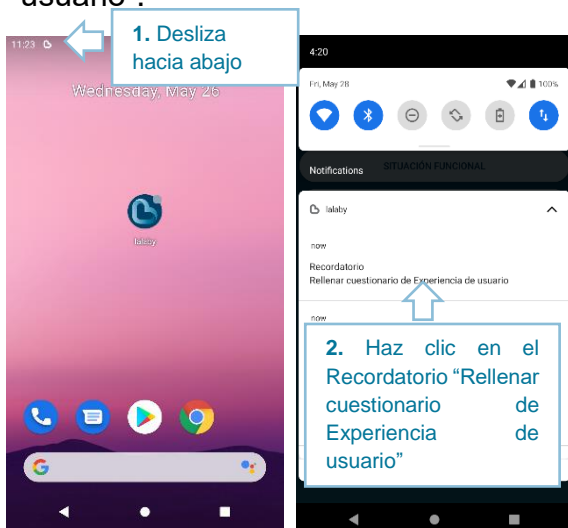 usuario".
11:23
1. Desliza
hacia abajo
Wednesday, May 26
lalaby
G
4:20
Fri, May 28
100%
Notifications
SITUACIÓN FUNCIONAL
lalaby
now
Recordatorio
Rellenar cuestionario de Experiencia de usuario
now
2. Haz clic en el
Recordatorio “Rellenar
cuestionario de
Experiencia de
usuario”